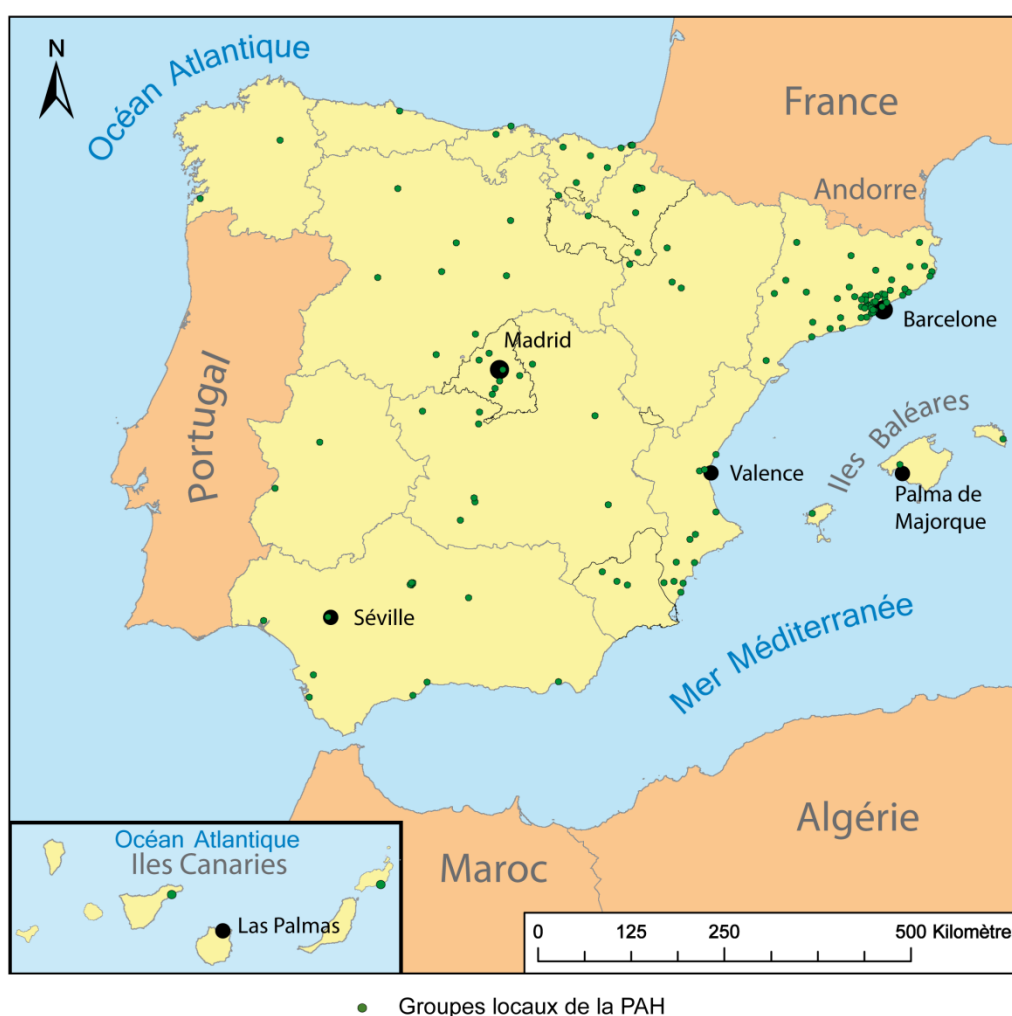 N
Océan Atlantique
France
Andorre
Barcelone
Madrid
Portugal
Iles Baléares
Valence
Palma de
Majorque
Séville
Mer Méditerranée
Algérie
Maroc
Océan Atlantique
Iles Canaries
Las Palmas
0 125 250 500 Kilomètre
Groupes locaux de la PAH